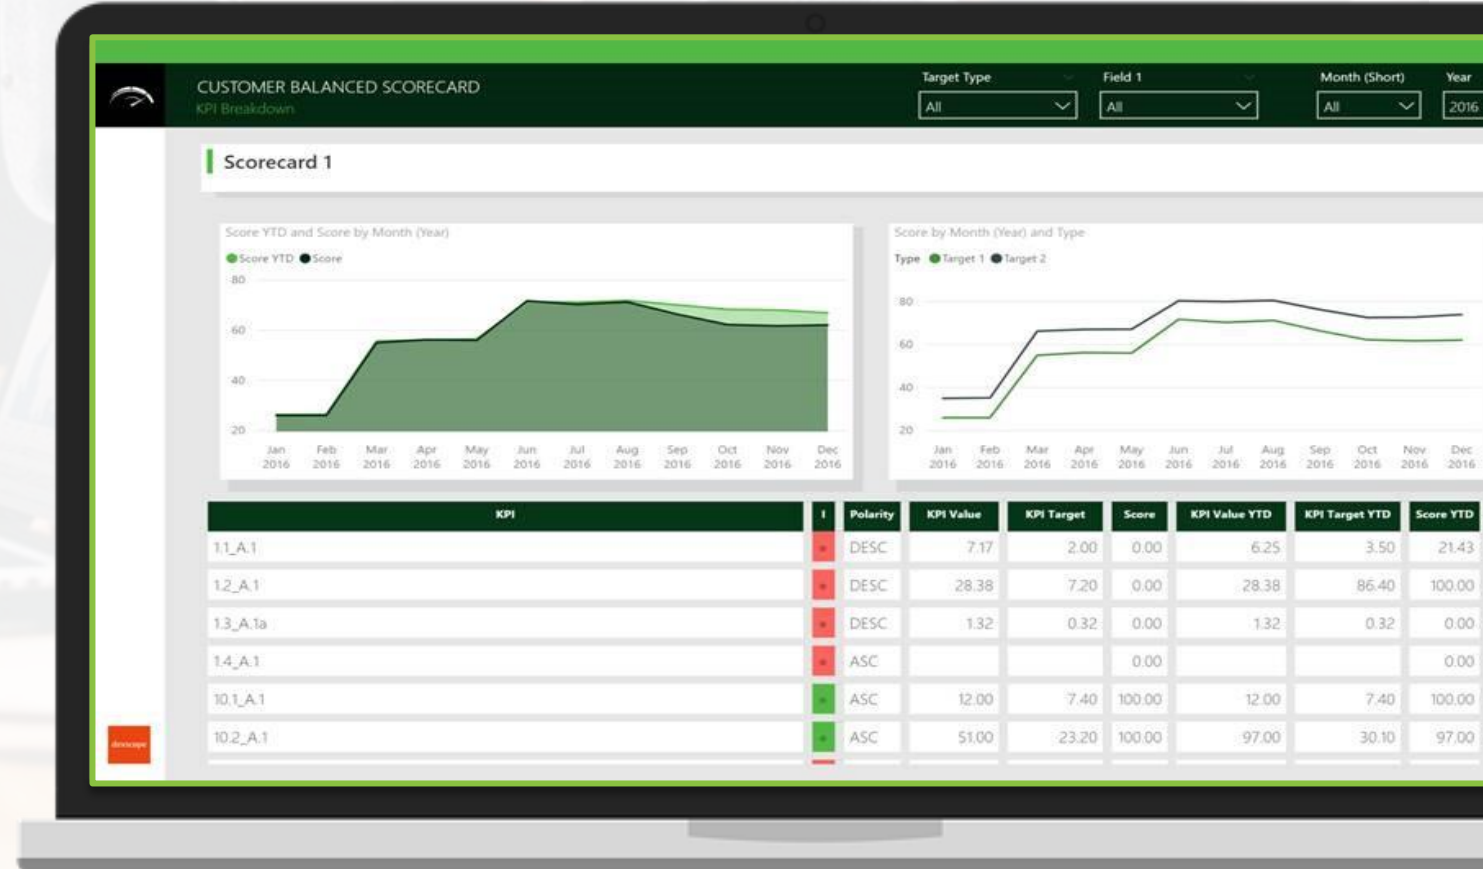 CUSTOMER BALANCED SCORECARD
KPI Breakdown
Target Type
Field 1
Month (Short)
Year
All
All
All
2016
Scorecard 1
Score YTD and Score by Month (Year)
Score YTD Score
80
60
40
20
Jan Feb Mar Apr May Jun Jul Aug Sep Oct Nov Dec
2016 2016 2016 2016 2016 2016 2016 2016 2016 2016 2016 2016
Score by Month (Year) and Type
Type Target 1 Target 2
80
60
40
20
Jan Feb Mar Apr May Jun Jul Aug Sep Oct Nov Dec
2016 2016 2016 2016 2016 2016 2016 2016 2016 2016 2016 2016
KPI I Polarity KPI Value KPI Target Score KPI Value YTD KPI Target YTD Score YTD
1.1_A.1 DESC 7.17 2.00 0.00 6.25 3.50 21.43
1.2_A.1 DESC 28.38 7.20 0.00 28.38 86.40 100.00
1.3_A.1a DESC 1.32 0.32 0.00 1.32 0.32 0.00
1.4_A.1 ASC 0.00 0.00
10.1_A.1 ASC 12.00 7.40 100.00 12.00 7.40 100.00
10.2_A.1 ASC 51.00 23.20 100.00 97.00 30.10 97.00